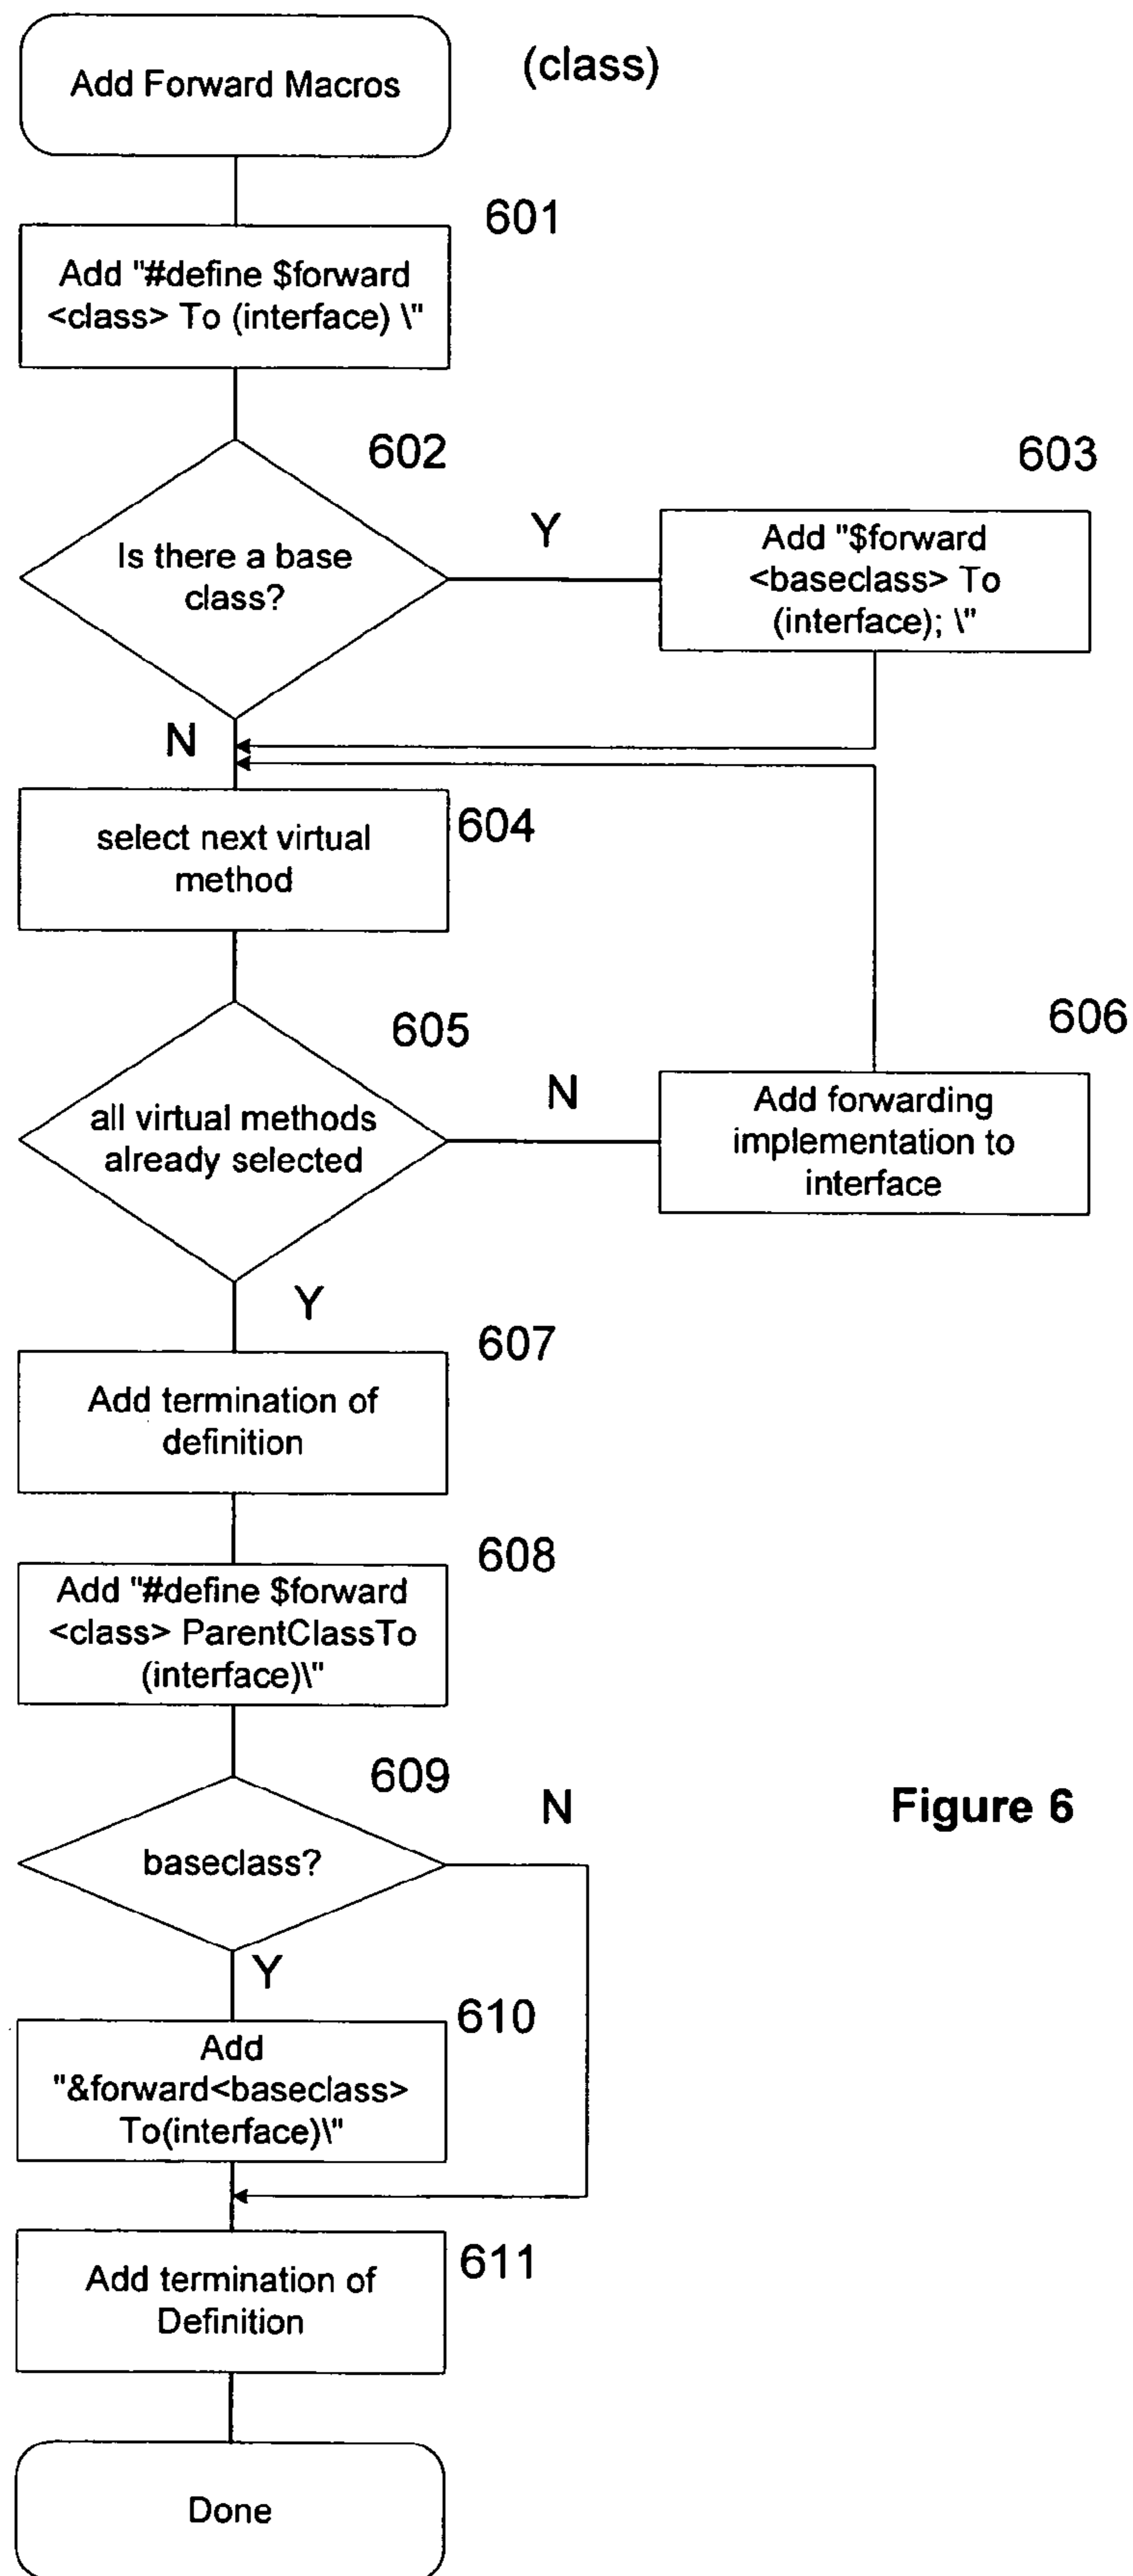 Add Forward Macros
(class)
601
Add "#define $forward
<class> To (interface) \"
602
Is there a base
class?
Y
603
Add "$forward
<baseclass> To
(interface); \"
N
select next virtual
method
604
605
all virtual methods
already selected
N
606
Add forwarding
implementation to
interface
Y
607
Add termination of
definition
608
Add "#define $forward
<class> ParentClassTo
(interface)\"
609
baseclass?
N
Figure 6
Y
610
Add
"&forward<baseclass>
To(interface)\"
611
Add termination of
Definition
Done